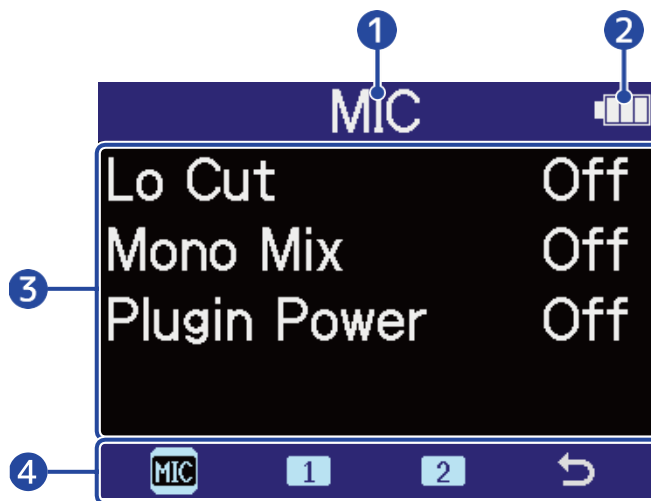 1 2
MIC
Lo Cut Off
Mono Mix Off
3
Plugin Power Off
4 MIC 1 2